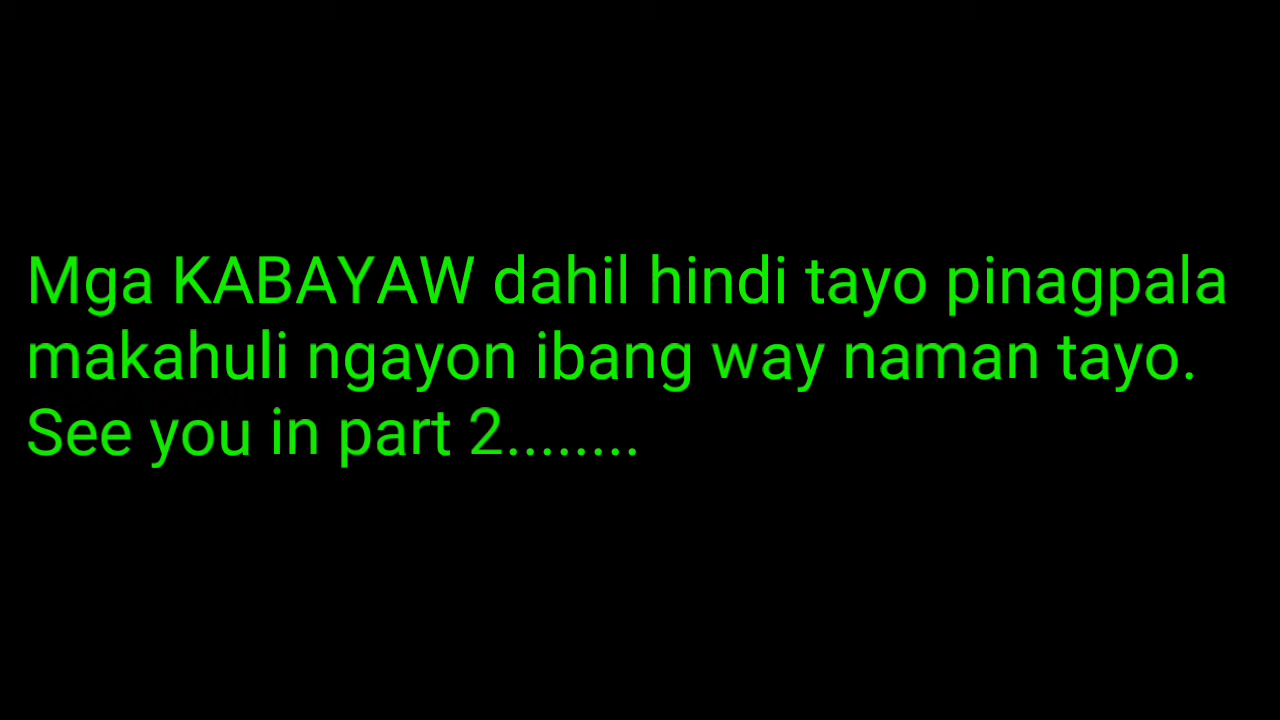 Mga KABAYAW dahil hindi tayo pinagpala
makahuli ngayon ibang way naman tayo.
See you in part 2........